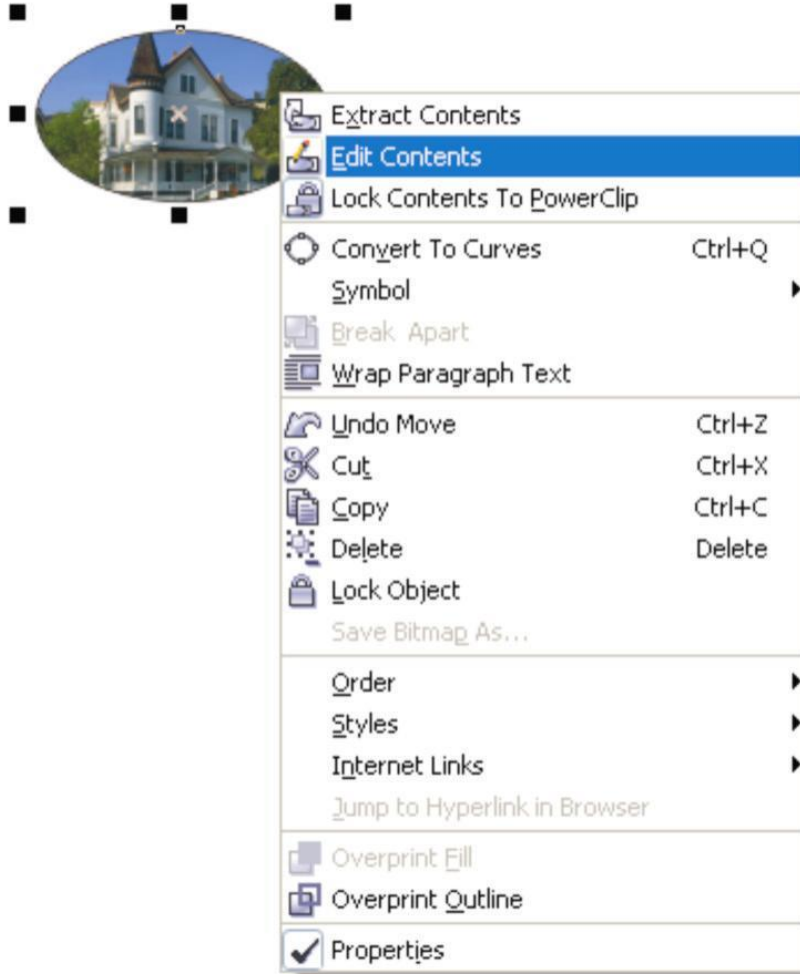 Extract Contents
Edit Contents
Lock Contents To PowerClip
Convert To Curves Ctrl+Q
Symbol
Break Apart
Wrap Paragraph Text
Undo Move Ctrl+Z
Cut Ctrl+X
Copy Ctrl+C
Delete Delete
Lock Object
Save Bitmap As...
Order
Styles
Internet Links
Jump to Hyperlink in Browser
Overprint Fill
Overprint Outline
Properties